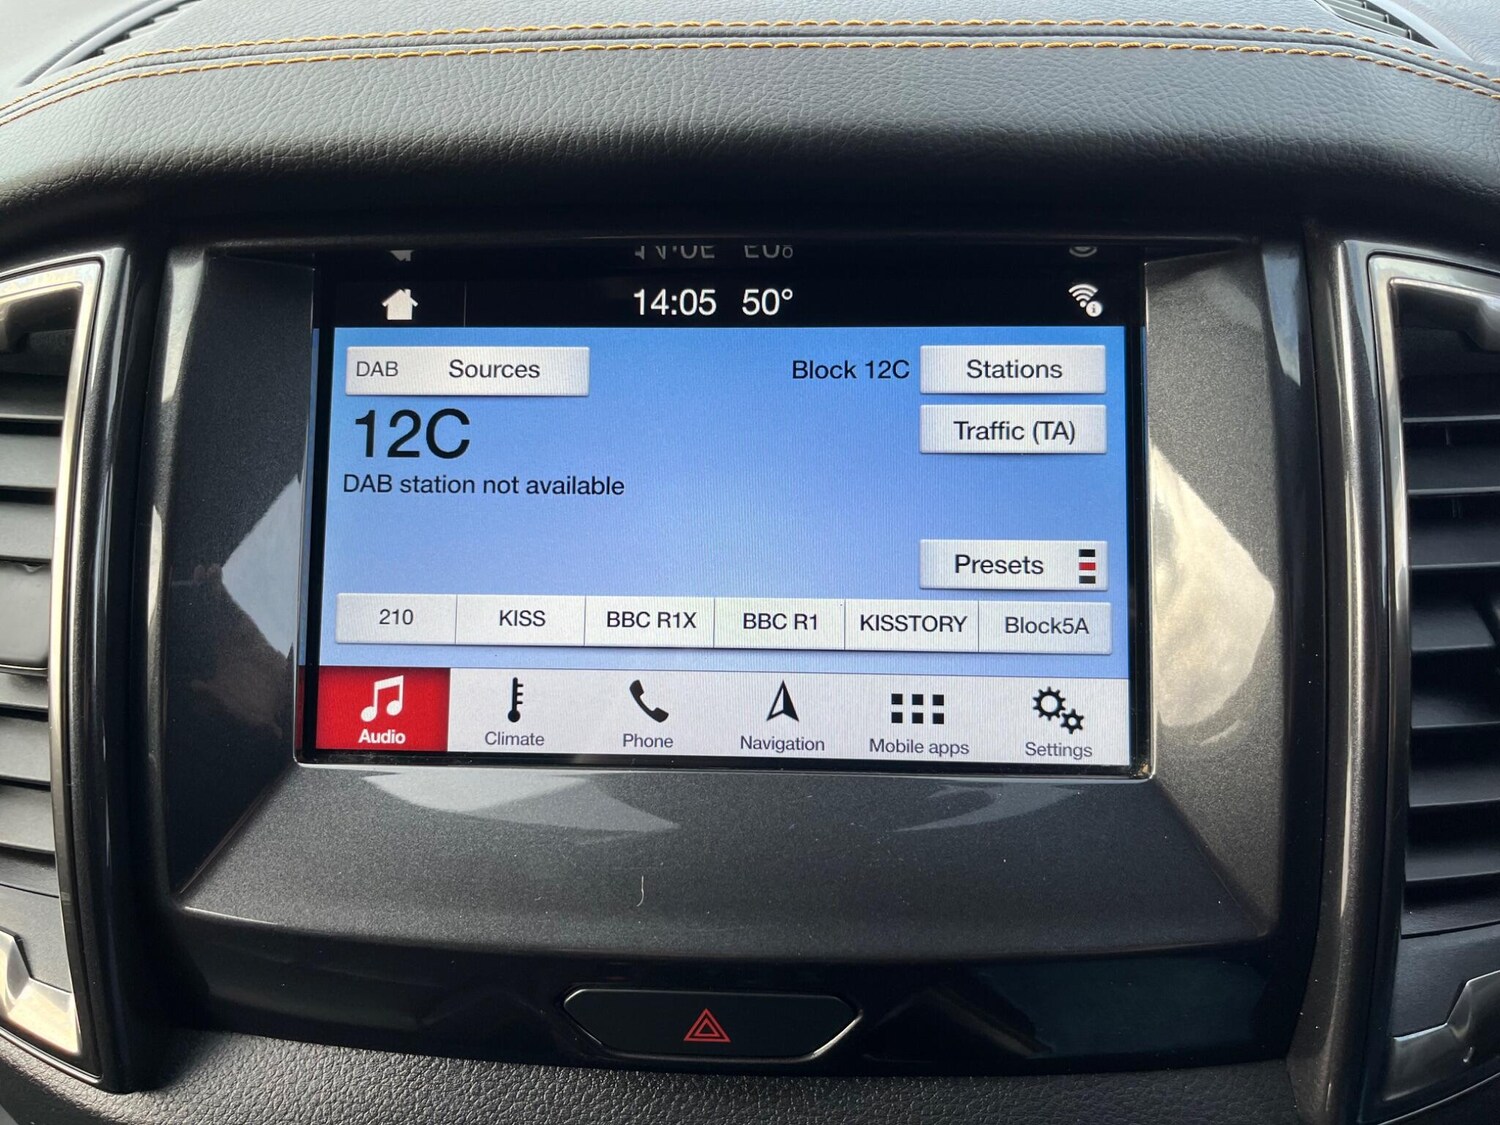 14:05 50°
DAB Sources
Block 12C Stations
12C
Traffic (TA)
DAB station not available
Presets
210 KISS BBC R1X BBC R1 KISSTORY Block5A
Audio Climate Phone Navigation Mobile apps Settings